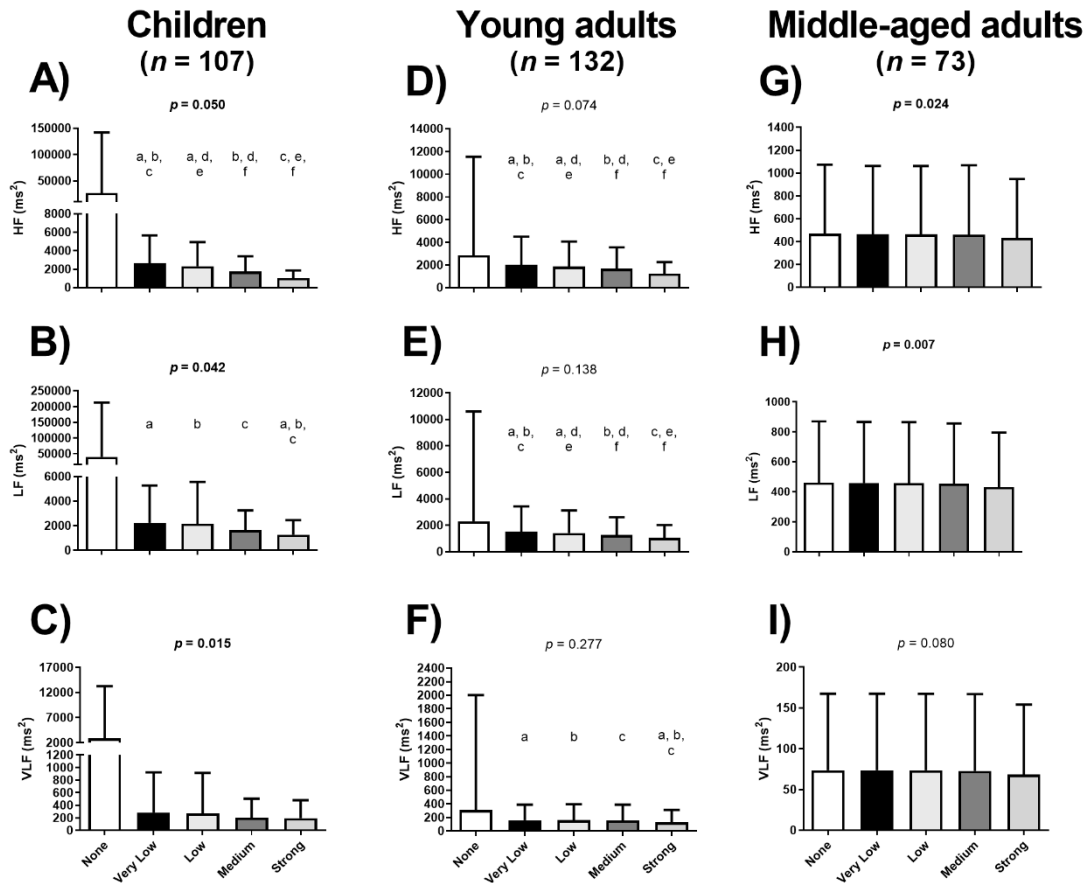 Children
(n = 107)
Young adults
(n = 132)
Middle-aged adults
(n = 73)
A)
p = 0.050
HF (ms²)
150000
100000
50000
8000
6000
4000
2000
0
a, b,
c
a, d,
e
b, d,
f
c, e,
f
D)
p = 0.074
HF (ms²)
14000
12000
10000
8000
6000
4000
2000
0
a, b,
c
a, d,
e
b, d,
f
c, e
f
G)
p = 0.024
HF (ms²)
1400
1200
1000
800
600
400
200
0
B)
p = 0.042
LF (ms²)
250000
200000
150000
100000
50000
6000
4000
2000
0
a
b
c
a, b,
c
E)
p = 0.138
LF (ms²)
12000
10000
8000
6000
4000
2000
0
a, b,
c
a, d,
e
b, d,
f
c, e,
f
H)
p = 0.007
LF (ms²)
1000
800
600
400
200
0
C)
p = 0.015
VLF (ms²)
17000
12000
7000
2000
1200
1000
800
600
400
200
0
None
Very Low
Low
Medium
Strong
F)
p = 0.277
VLF (ms²)
2400
2200
2000
1800
1600
1400
1200
1000
800
600
400
200
0
a
b
c
a, b,
c
None
Very Low
Low
Medium
Strong
I)
p = 0.080
VLF (ms²)
200
150
100
50
0
None
Very Low
Low
Medium
Strong